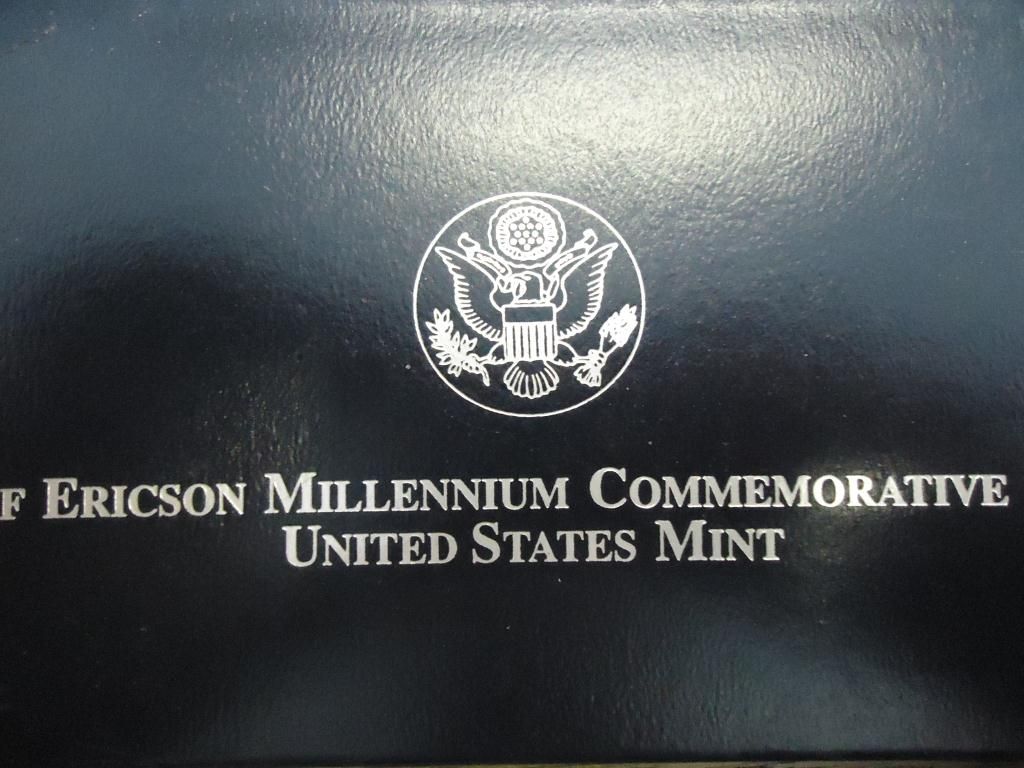 F ERICSON MILLENNIUM COMMEMORATIVE
UNITED STATES MINT